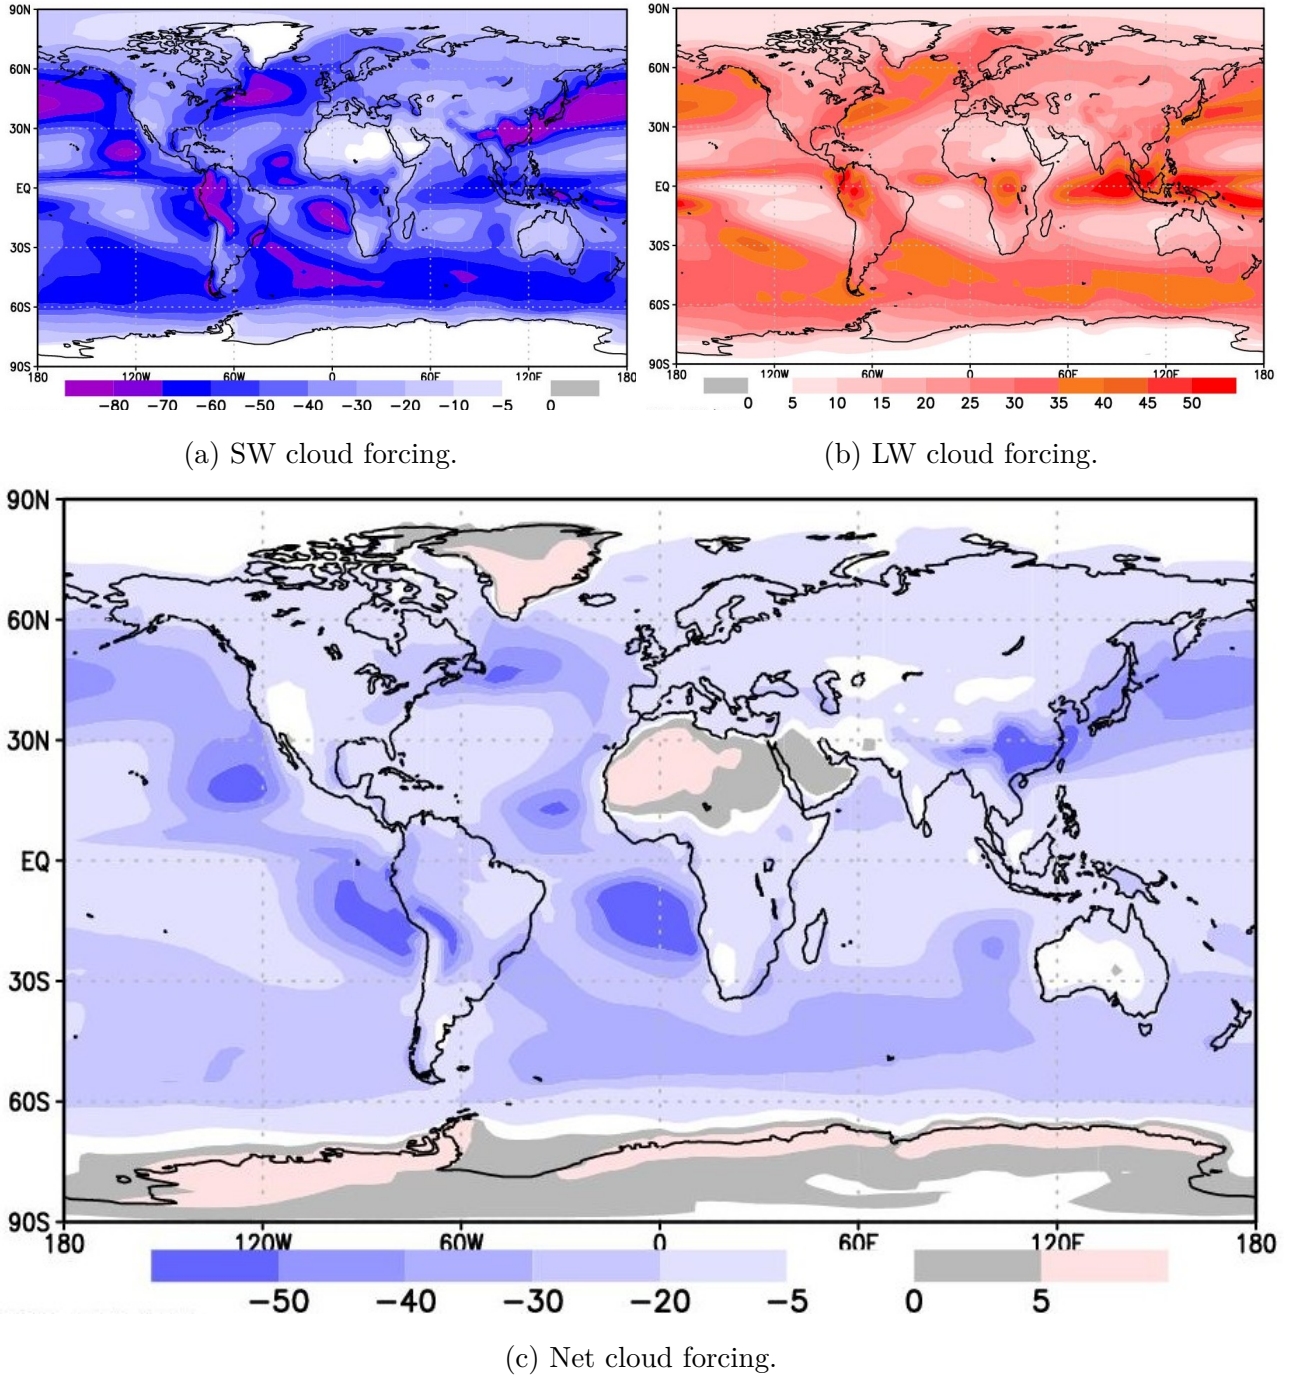 90N 90N
60N 60N
30N 30N
EQ EQ
30S 30S
60S 60S
90S 90S
180 120W 60W 0 60E 120E 180 180 120W 60W 0 60E 120E 180
−80 −70 −60 −50 −40 −30 −20 −10 −5 0 0 5 10 15 20 25 30 35 40 45 50
(a) SW cloud forcing. (b) LW cloud forcing.
90N
60N
30N
EQ
30S
60S
90S
180 120W 60W 0 60E 120E 180
−50 −40 −30 −20 −5 0 5
(c) Net cloud forcing.